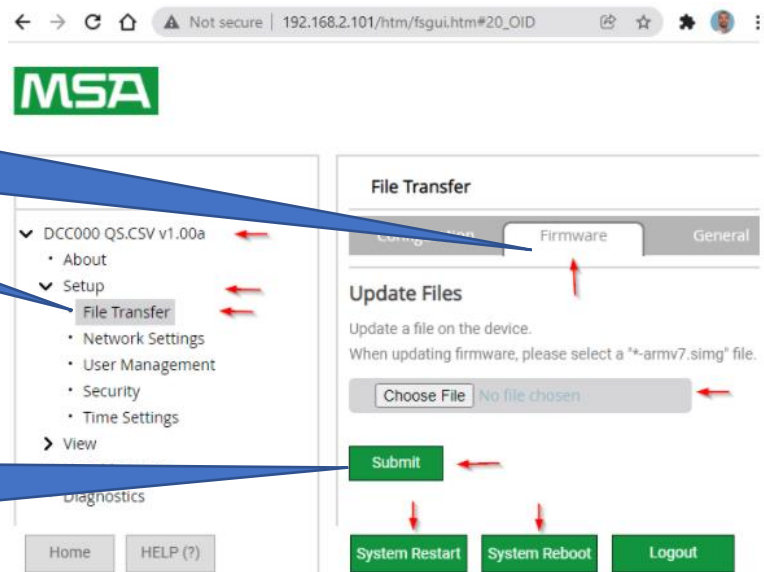 Not secure | 192.168.2.101/htm/fsgui.htm#20_OID
MSA
DCC000 QS.CSV v1.00a
• About
Setup
File Transfer
• Network Settings
• User Management
• Security
• Time Settings
View
Diagnostics
Home
HELP (?)
File Transfer
Firmware
General
Update Files
Update a file on the device.
When updating firmware, please select a "*-armv7.simg" file.
Choose File No file chosen
Submit
System Restart
System Reboot
Logout